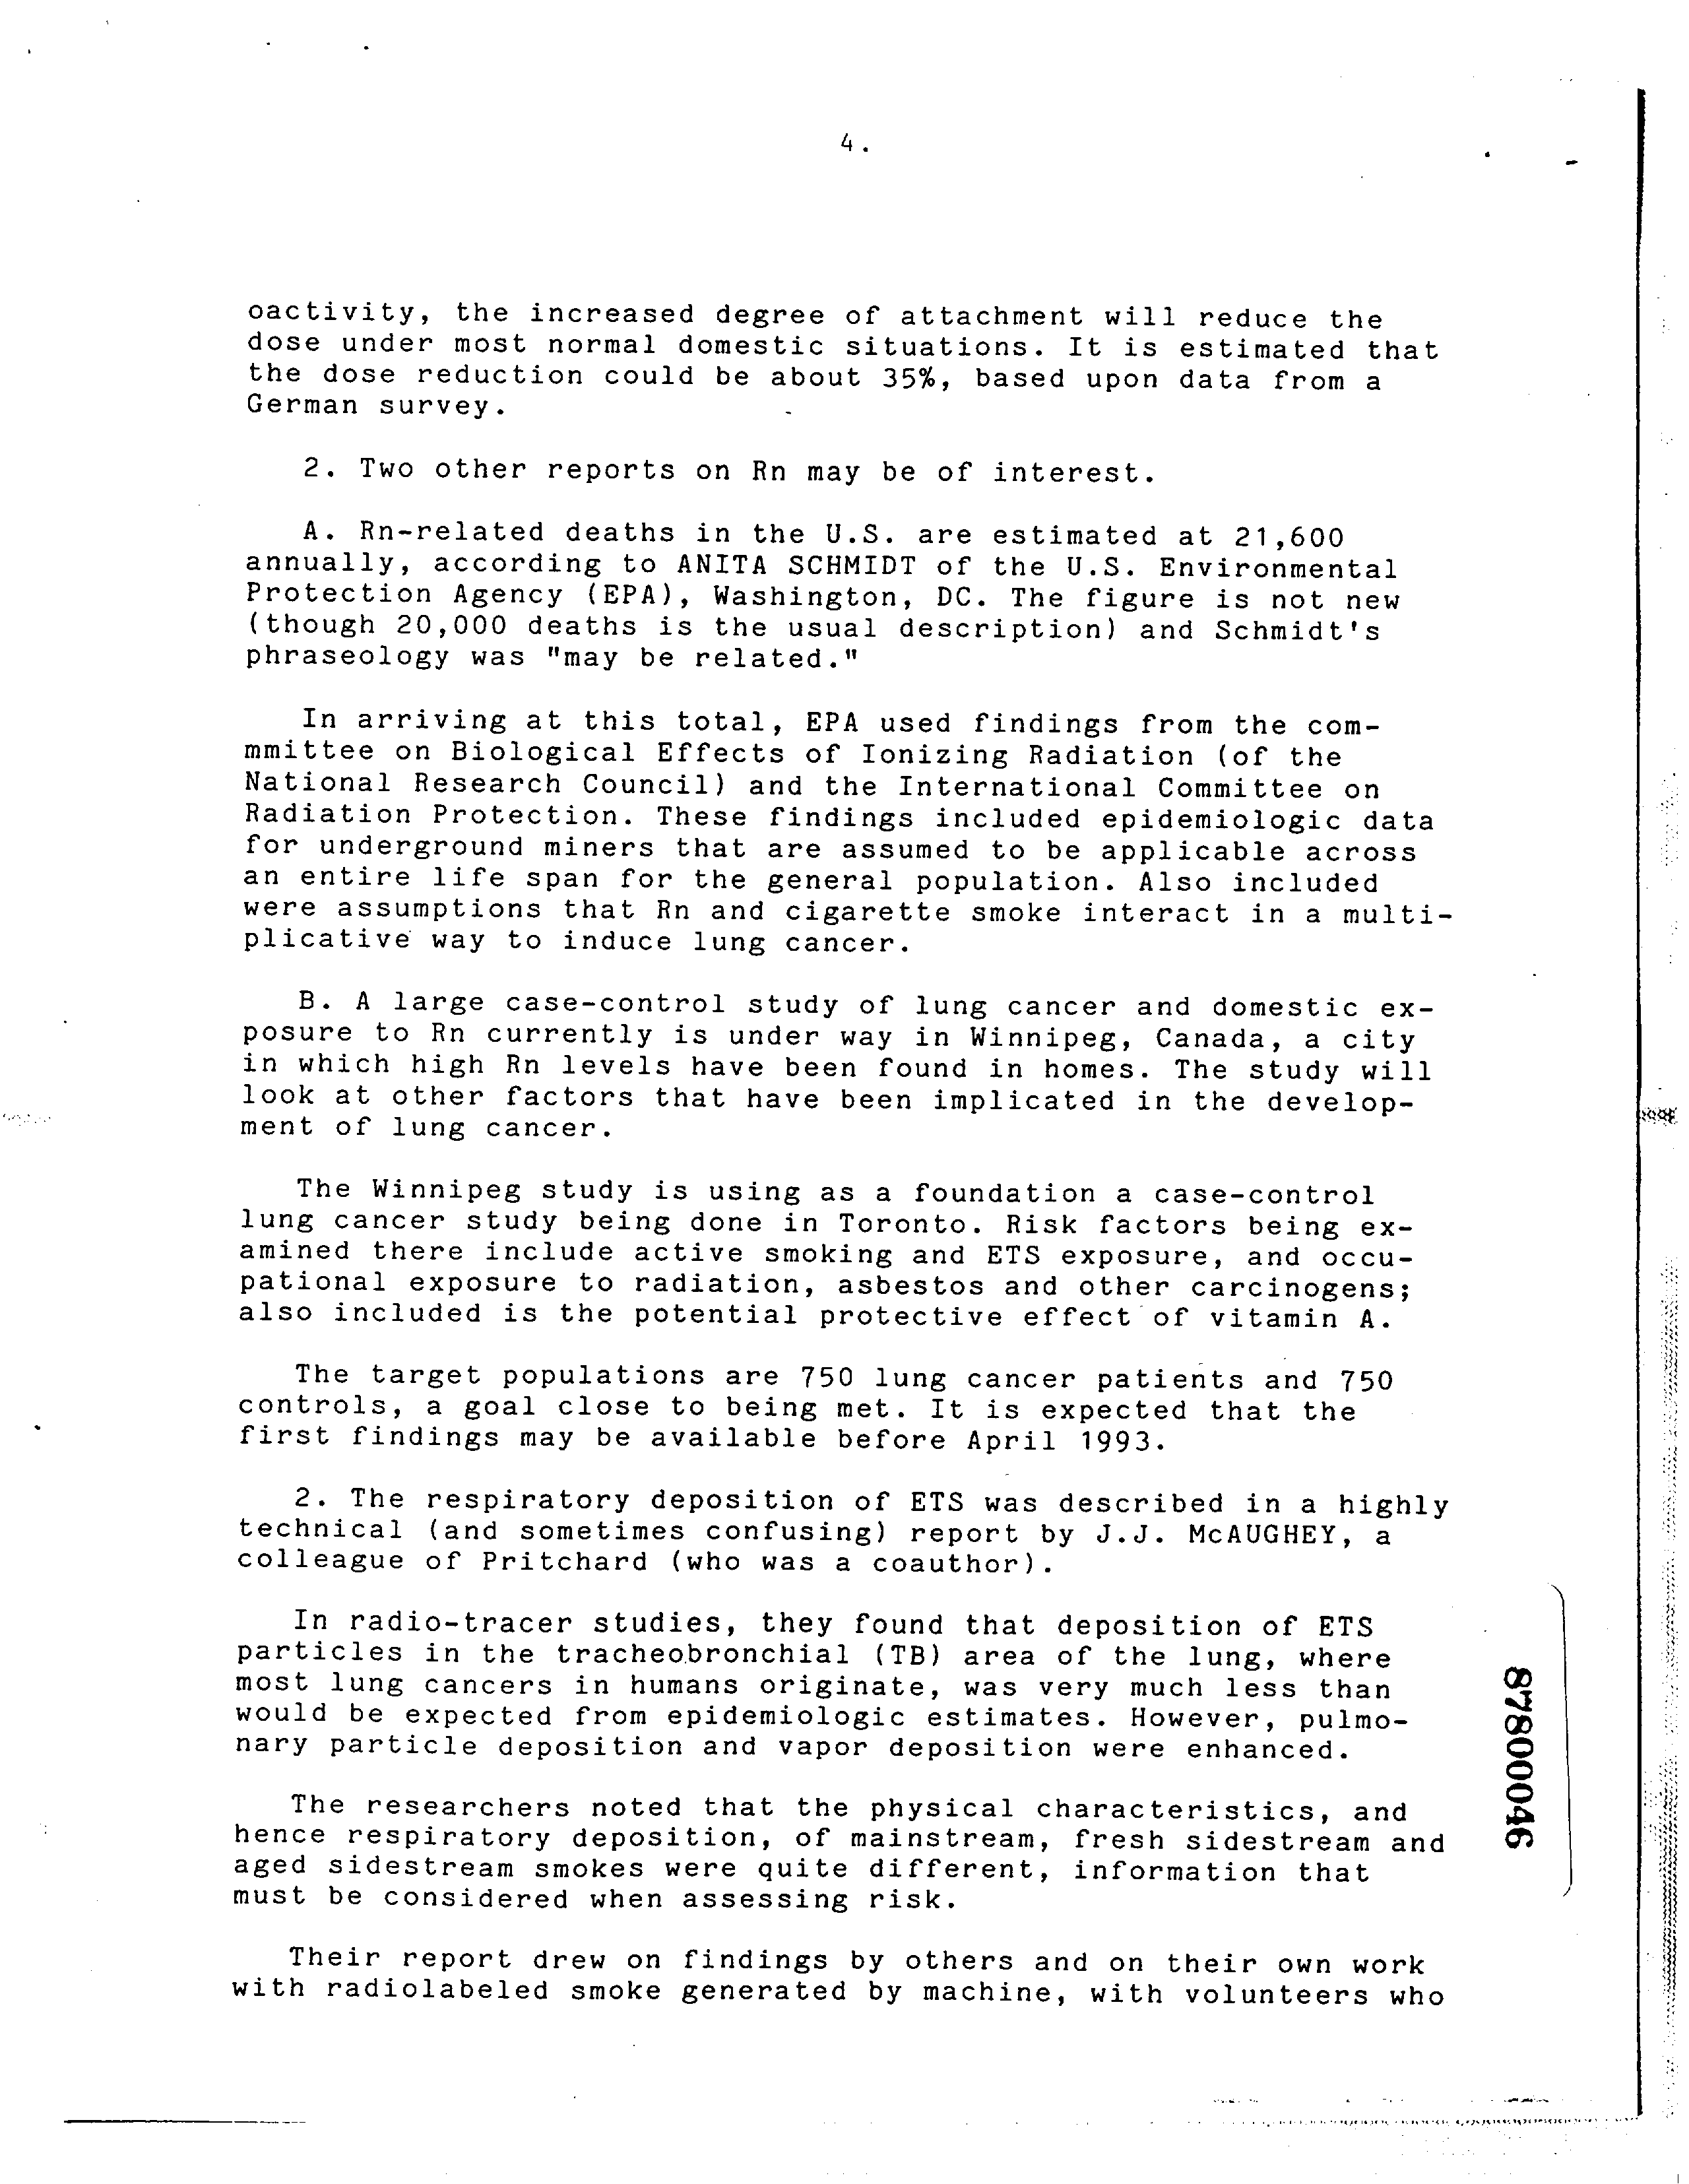 4.
oactivity, the increased degree of attachment will reduce the
dose under most normal domestic situations. It is estimated that
the dose reduction could be about 35%, based upon data from a
German survey.
2. Two other reports on Rn may be of interest.
A. Rn-related deaths in the U.S. are estimated at 21,600
annually, according to ANITA SCHMIDT of the U.S. Environmental
Protection Agency (EPA), Washington, DC. The figure is not new
(though 20,000 deaths is the usual description) and Schmidt's
phraseology was "may be related."
In arriving at this total, EPA used findings from the com-
mmittee on Biological Effects of Ionizing Radiation (of the
National Research Council) and the International Committee on
Radiation Protection. These findings included epidemiologic data
for underground miners that are assumed to be applicable across
an entire life span for the general population. Also included
were assumptions that Rn and cigarette smoke interact in a multi-
plicative way to induce lung cancer.
B. A large case-control study of lung cancer and domestic ex-
posure to Rn currently is under way in Winnipeg, Canada, a city
in which high Rn levels have been found in homes. The study will
look at other factors that have been implicated in the develop-
ment of lung cancer.
The Winnipeg study is using as a foundation a case-control
lung cancer study being done in Toronto. Risk factors being ex-
amined there include active smoking and ETS exposure, and occu-
pational exposure to radiation, asbestos and other carcinogens;
also included is the potential protective effect of vitamin A.
The target populations are 750 lung cancer patients and 750
controls, a goal close to being met. It is expected that the
first findings may be available before April 1993.
2. The respiratory deposition of ETS was described in a highly
technical (and sometimes confusing) report by J.J. McAUGHEY, a
colleague of Pritchard (who was a coauthor).
In radio-tracer studies, they found that deposition of ETS
particles in the tracheobronchial (TB) area of the lung, where
most lung cancers in humans originate, was very much less than
would be expected from epidemiologic estimates. However, pulmo-
nary particle deposition and vapor deposition were enhanced.
The researchers noted that the physical characteristics, and
hence respiratory deposition, of mainstream, fresh sidestream and
aged sidestream smokes were quite different, information that
must be considered when assessing risk.
Their report drew on findings by others and on their own work
with radiolabeled smoke generated by machine, with volunteers who
87800046